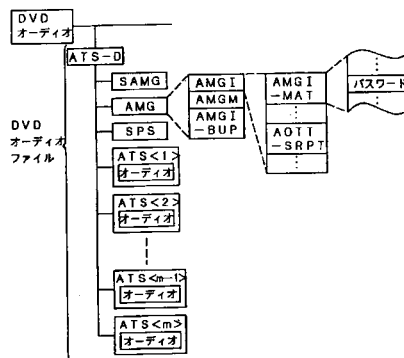 DVD
オーディオ
ATS-D
SAMG
AMG
SPS
AMGI
AMGM
AMGI
-BUP
AMGI
-MAT
AOTT
-SRPT
パスワード
DVD
オーディオ
ファイル
ATS<1>
オーディオ
ATS<2>
オーディオ
ATS<m-1>
オーディオ
ATS<m>
オーディオ